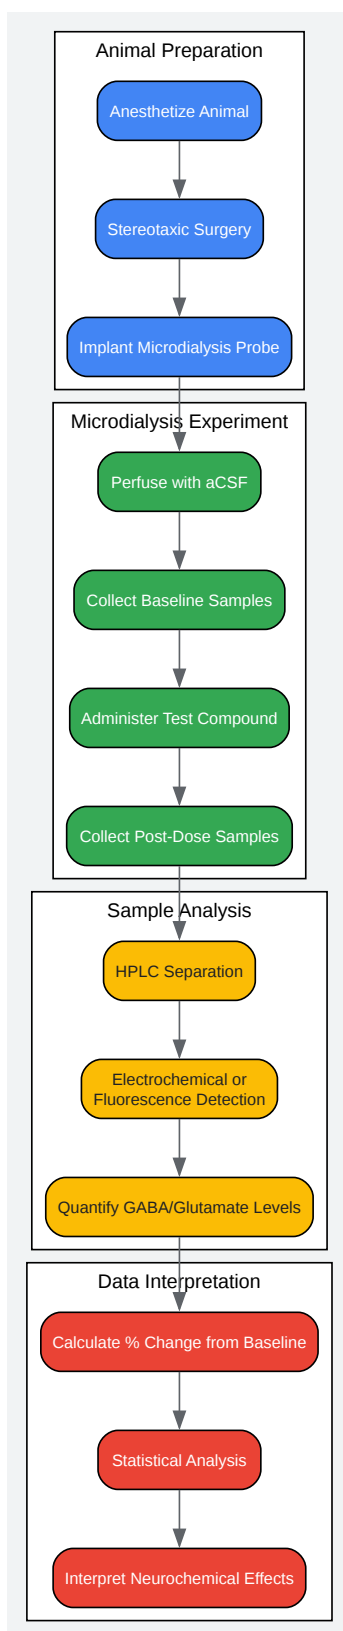 Animal Preparation
Anesthetize Animal
Stereotaxic Surgery
Implant Microdialysis Probe
Microdialysis Experiment
Perfuse with aCSF
Collect Baseline Samples
Administer Test Compound
Collect Post-Dose Samples
Sample Analysis
HPLC Separation
Electrochemical or
Fluorescence Detection
Quantify GABA/Glutamate Levels
Data Interpretation
Calculate % Change from Baseline
Statistical Analysis
Interpret Neurochemical Effects